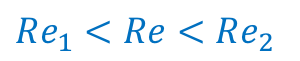 Re₁ < Re < Re₂